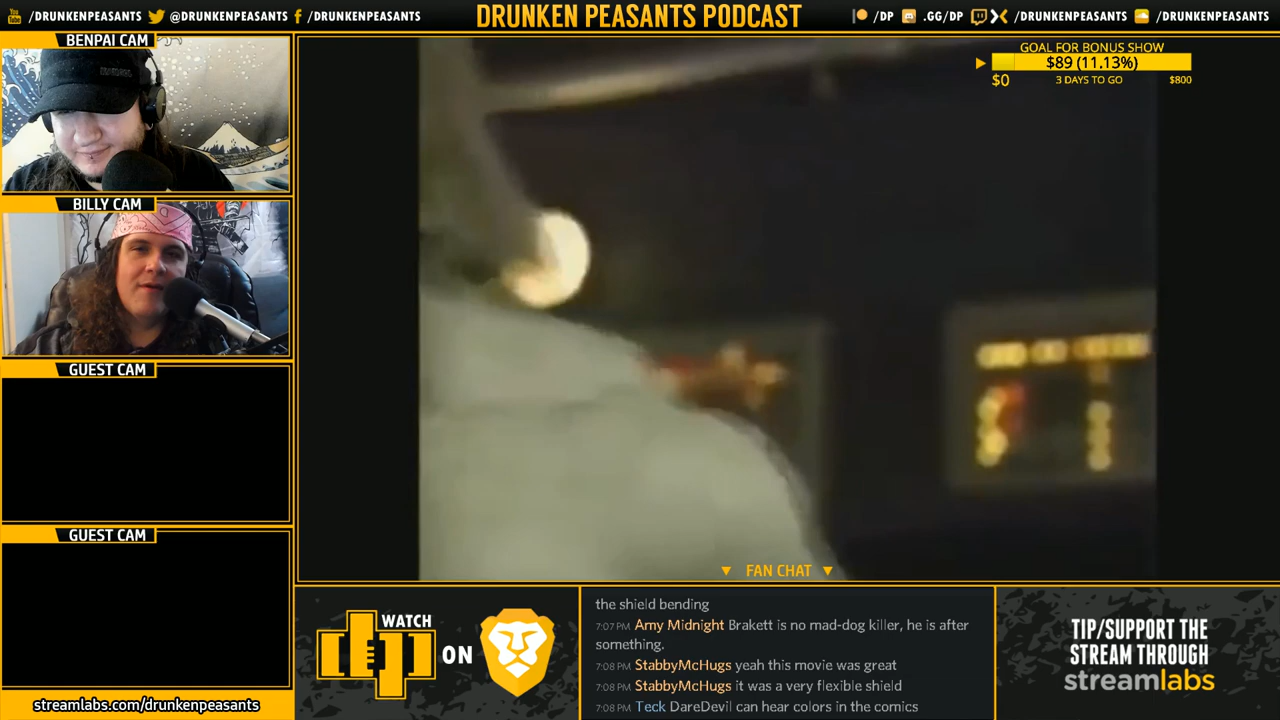 You
Tube
/DRUNKENPEASANTS
@DRUNKENPEASANTS
/DRUNKENPEASANTS
DRUNKEN PEASANTS PODCAST
/DP
.GG/DP
/DRUNKENPEASANTS
/DRUNKENPEASANTS
BENPAI CAM
BILLY CAM
GUEST CAM
GUEST CAM
streamlabs.com/drunkenpeasants
GOAL FOR BONUS SHOW
$89 (11.13%)
$0
3 DAYS TO GO
$800
▼ FAN CHAT ▼
WATCH
ON
the shield bending
7:07 PM Amy Midnight Brakett is no mad-dog killer, he is after
something.
7:08 PM StabbyMcHugs yeah this movie was great
7:08 PM StabbyMcHugs it was a very flexible shield
7:08 PM Teck DareDevil can hear colors in the comics
TIP/SUPPORT THE
STREAM THROUGH
streamlabs